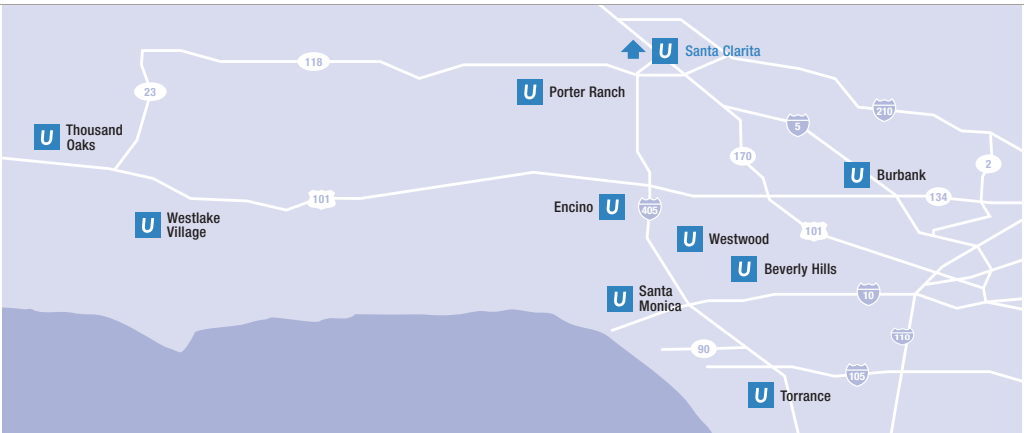 U Santa Clarita
118
U Porter Ranch
23
210
5
U Thousand
Oaks
170
2
U Burbank
134
101
Encino U
405
U Westlake
Village
101
U Westwood
U Beverly Hills
U Santa
Monica
10
110
90
105
U Torrance